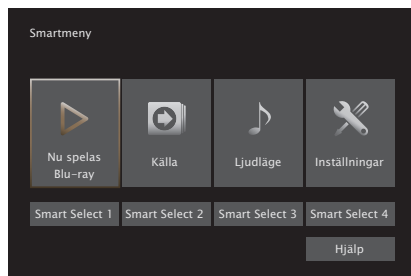 Smartmeny
Nu spelas
Blu-ray
Källa
Ljudläge
Inställningar
Smart Select 1
Smart Select 2
Smart Select 3
Smart Select 4
Hjälp